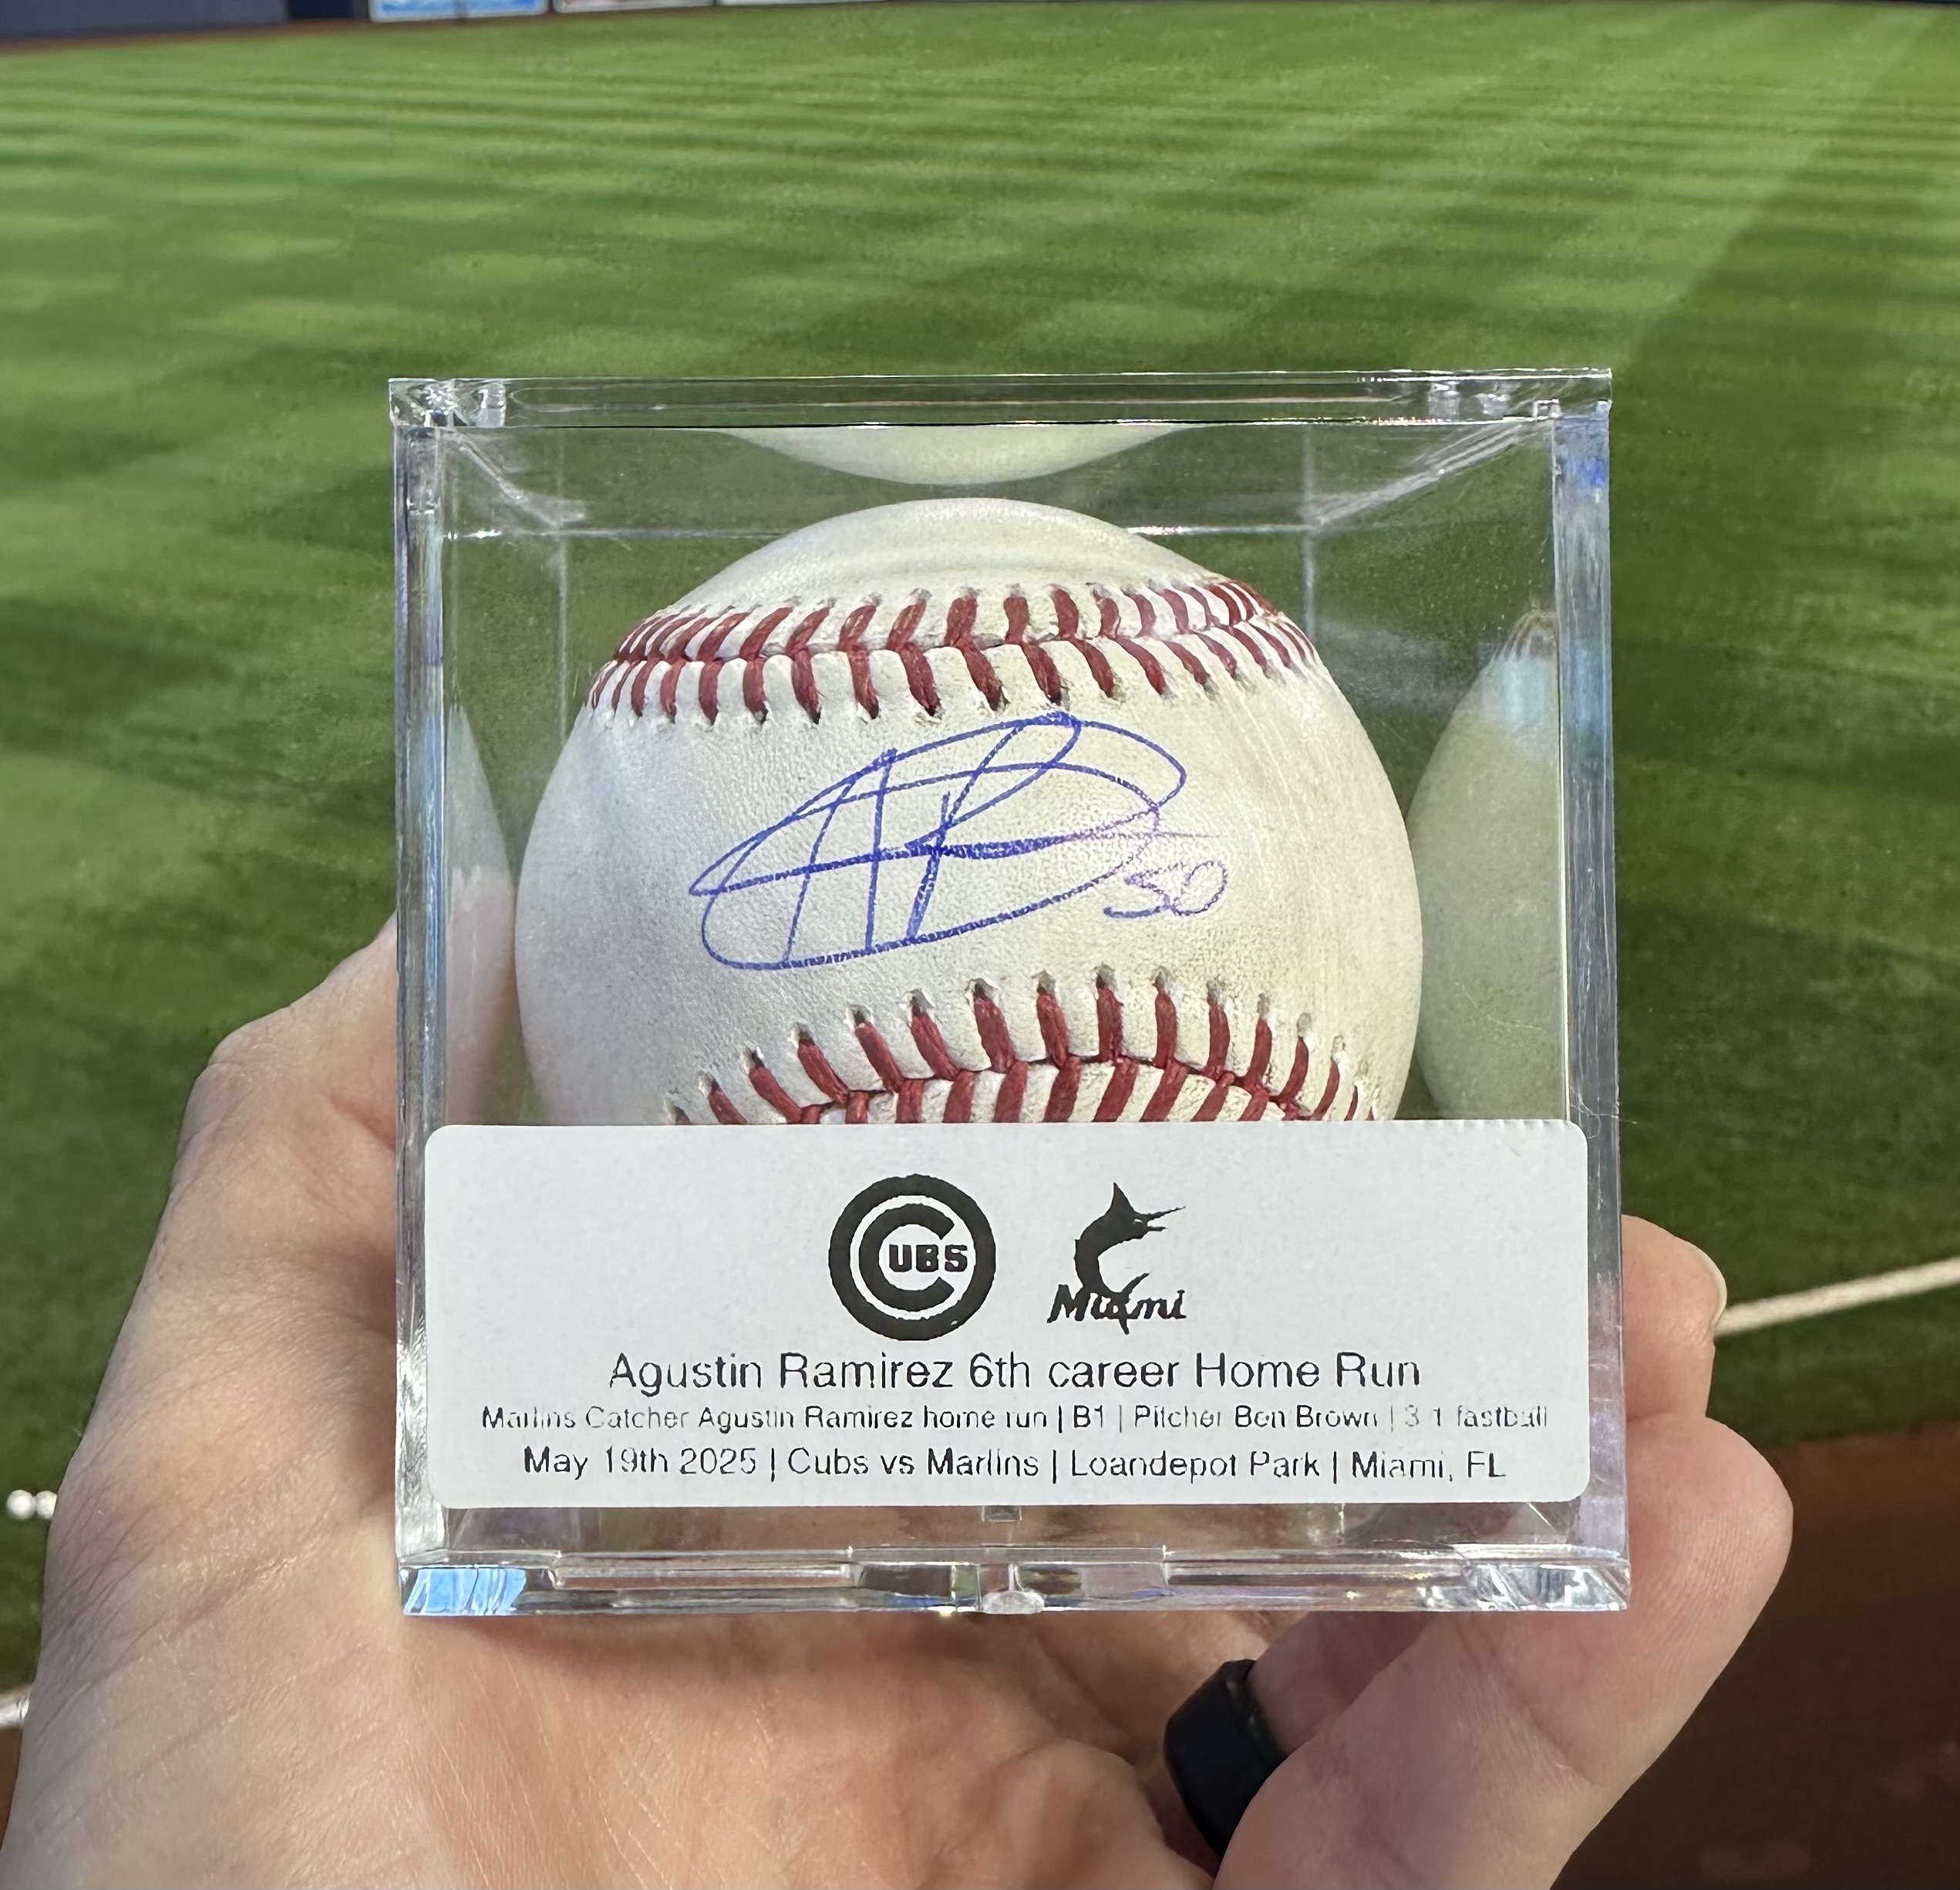 50
CUBS
Miami
Agustin Ramirez 6th career Home Run
Marlins Catcher Agustin Ramirez home run | B1 | Pitcher Ben Brown | 3 1 fastball
May 19th 2025 | Cubs vs Marlins | Loandepot Park | Miami, FL